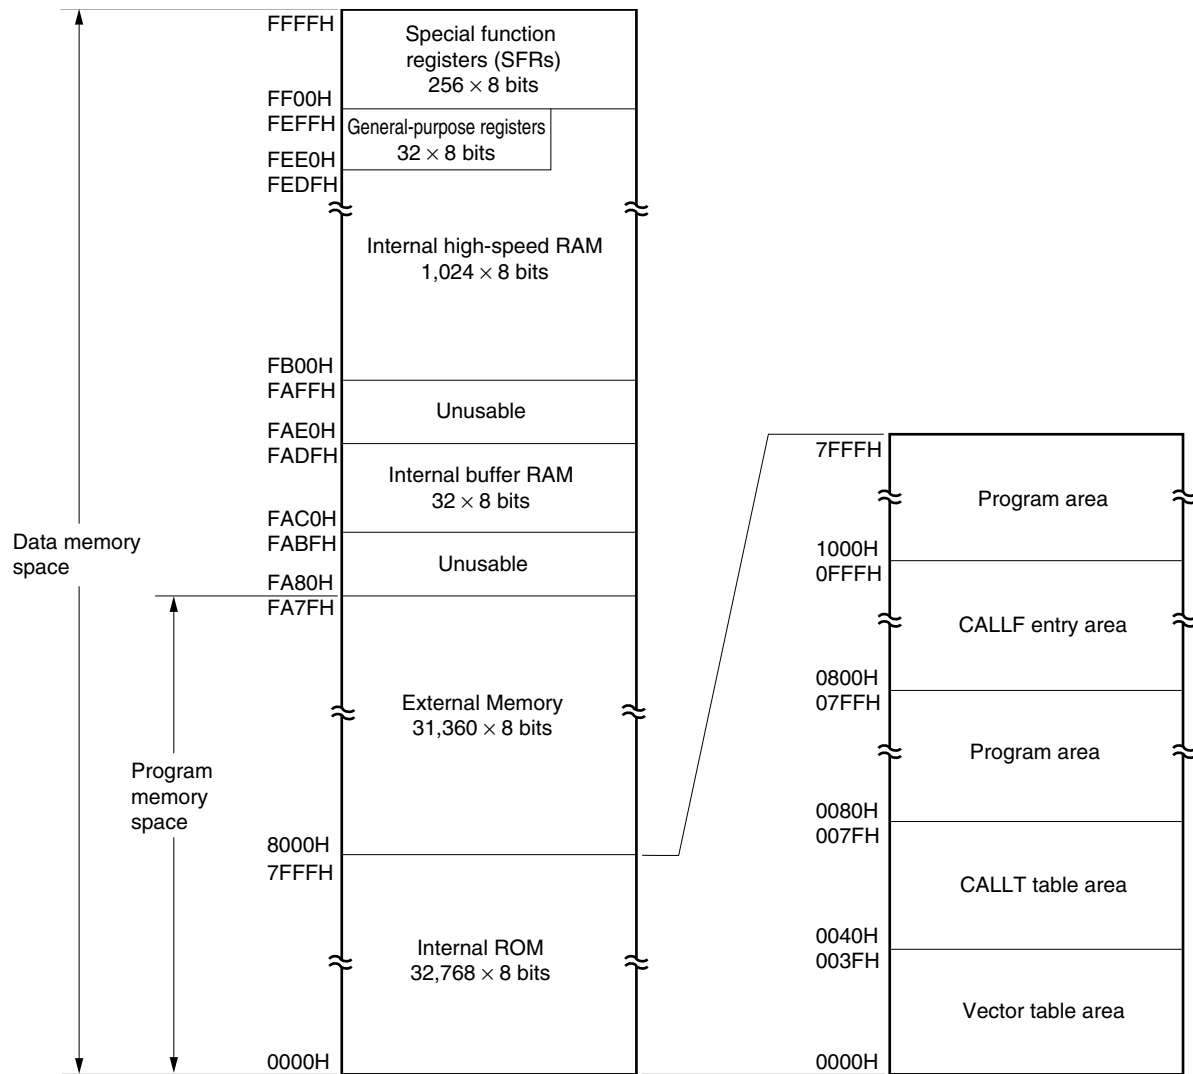 FFFFH
Special function
registers (SFRs)
256 × 8 bits
FF00H
FEFFH
General-purpose registers
32 × 8 bits
FEE0H
FEDFH
Internal high-speed RAM
1,024 × 8 bits
FB00H
FAFFH
Unusable
FAE0H
FADFH
Internal buffer RAM
32 × 8 bits
FAC0H
FABFH
Unusable
FA80H
FA7FH
Data memory
space
External Memory
31,360 × 8 bits
Program
memory
space
8000H
7FFFH
Internal ROM
32,768 × 8 bits
0000H
7FFFH
Program area
1000H
0FFFH
CALLF entry area
0800H
07FFH
Program area
0080H
007FH
CALLT table area
0040H
003FH
Vector table area
0000H